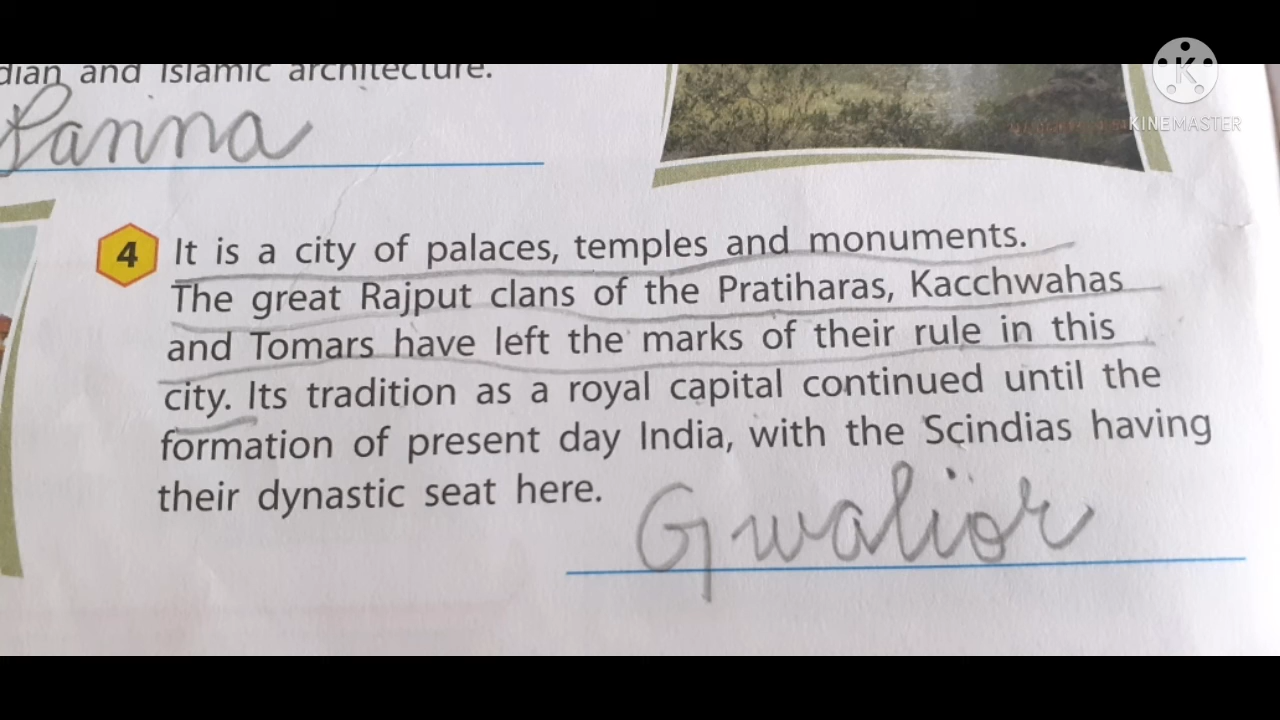 dian and Islamic architecture.
Panna
K
KINEMASTER
4 It is a city of palaces, temples and monuments.
The great Rajput clans of the Pratiharas, Kacchwahas
and Tomars have left the marks of their rule in this
city. Its tradition as a royal capital continued until the
formation of present day India, with the Scindias having
their dynastic seat here.
Gwalior